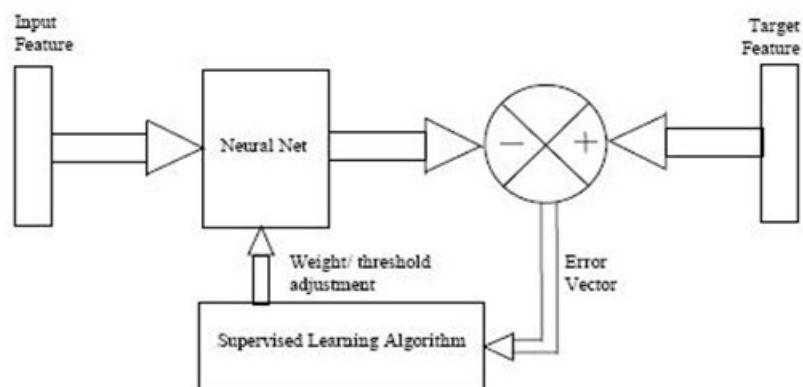 Input
Feature
Target
Feature
Neural Net
−
+
Weight/ threshold
adjustment
Error
Vector
Supervised Learning Algorithm